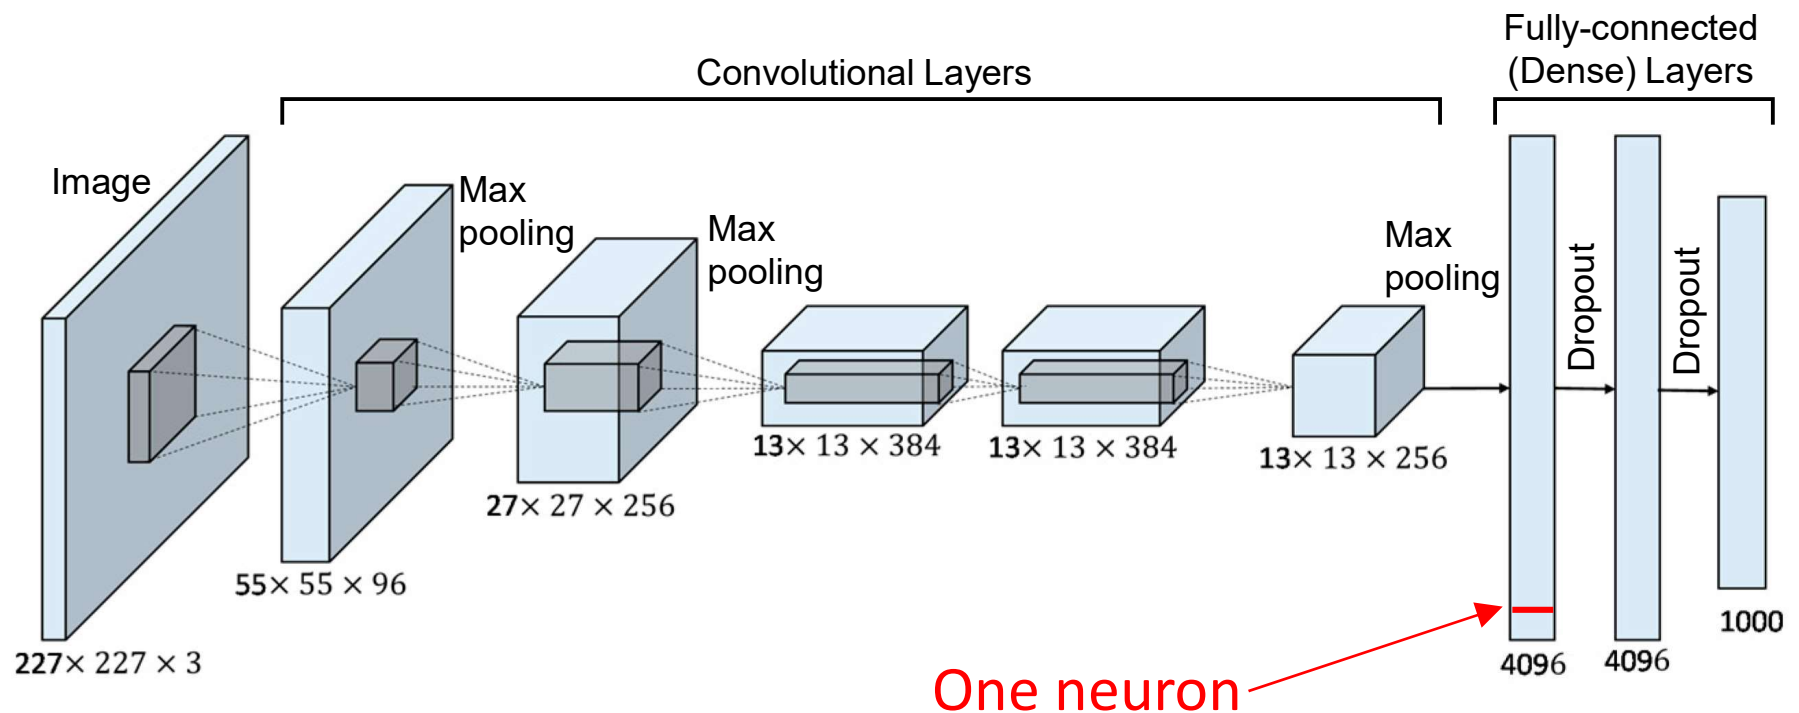 Fully-connected
(Dense) Layers
Convolutional Layers
Image
Max
pooling
Max
pooling
Max
pooling
Dropout
Dropout
13× 13 × 384
13× 13 × 384
13× 13 × 256
27× 27 × 256
55× 55 × 96
227× 227 × 3
4096
4096
1000
One neuron